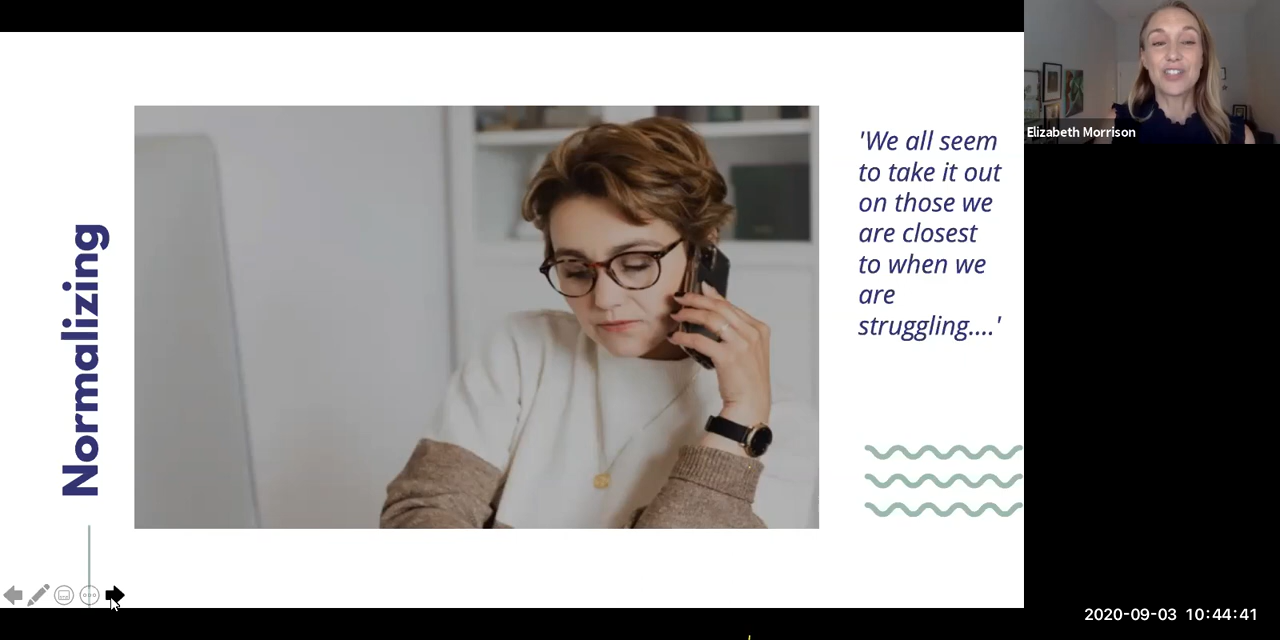 Normalizing
'We all seem
to take it out
on those we
are closest
to when we
are
struggling....'
Elizabeth Morrison
2020-09-03 10:44:41